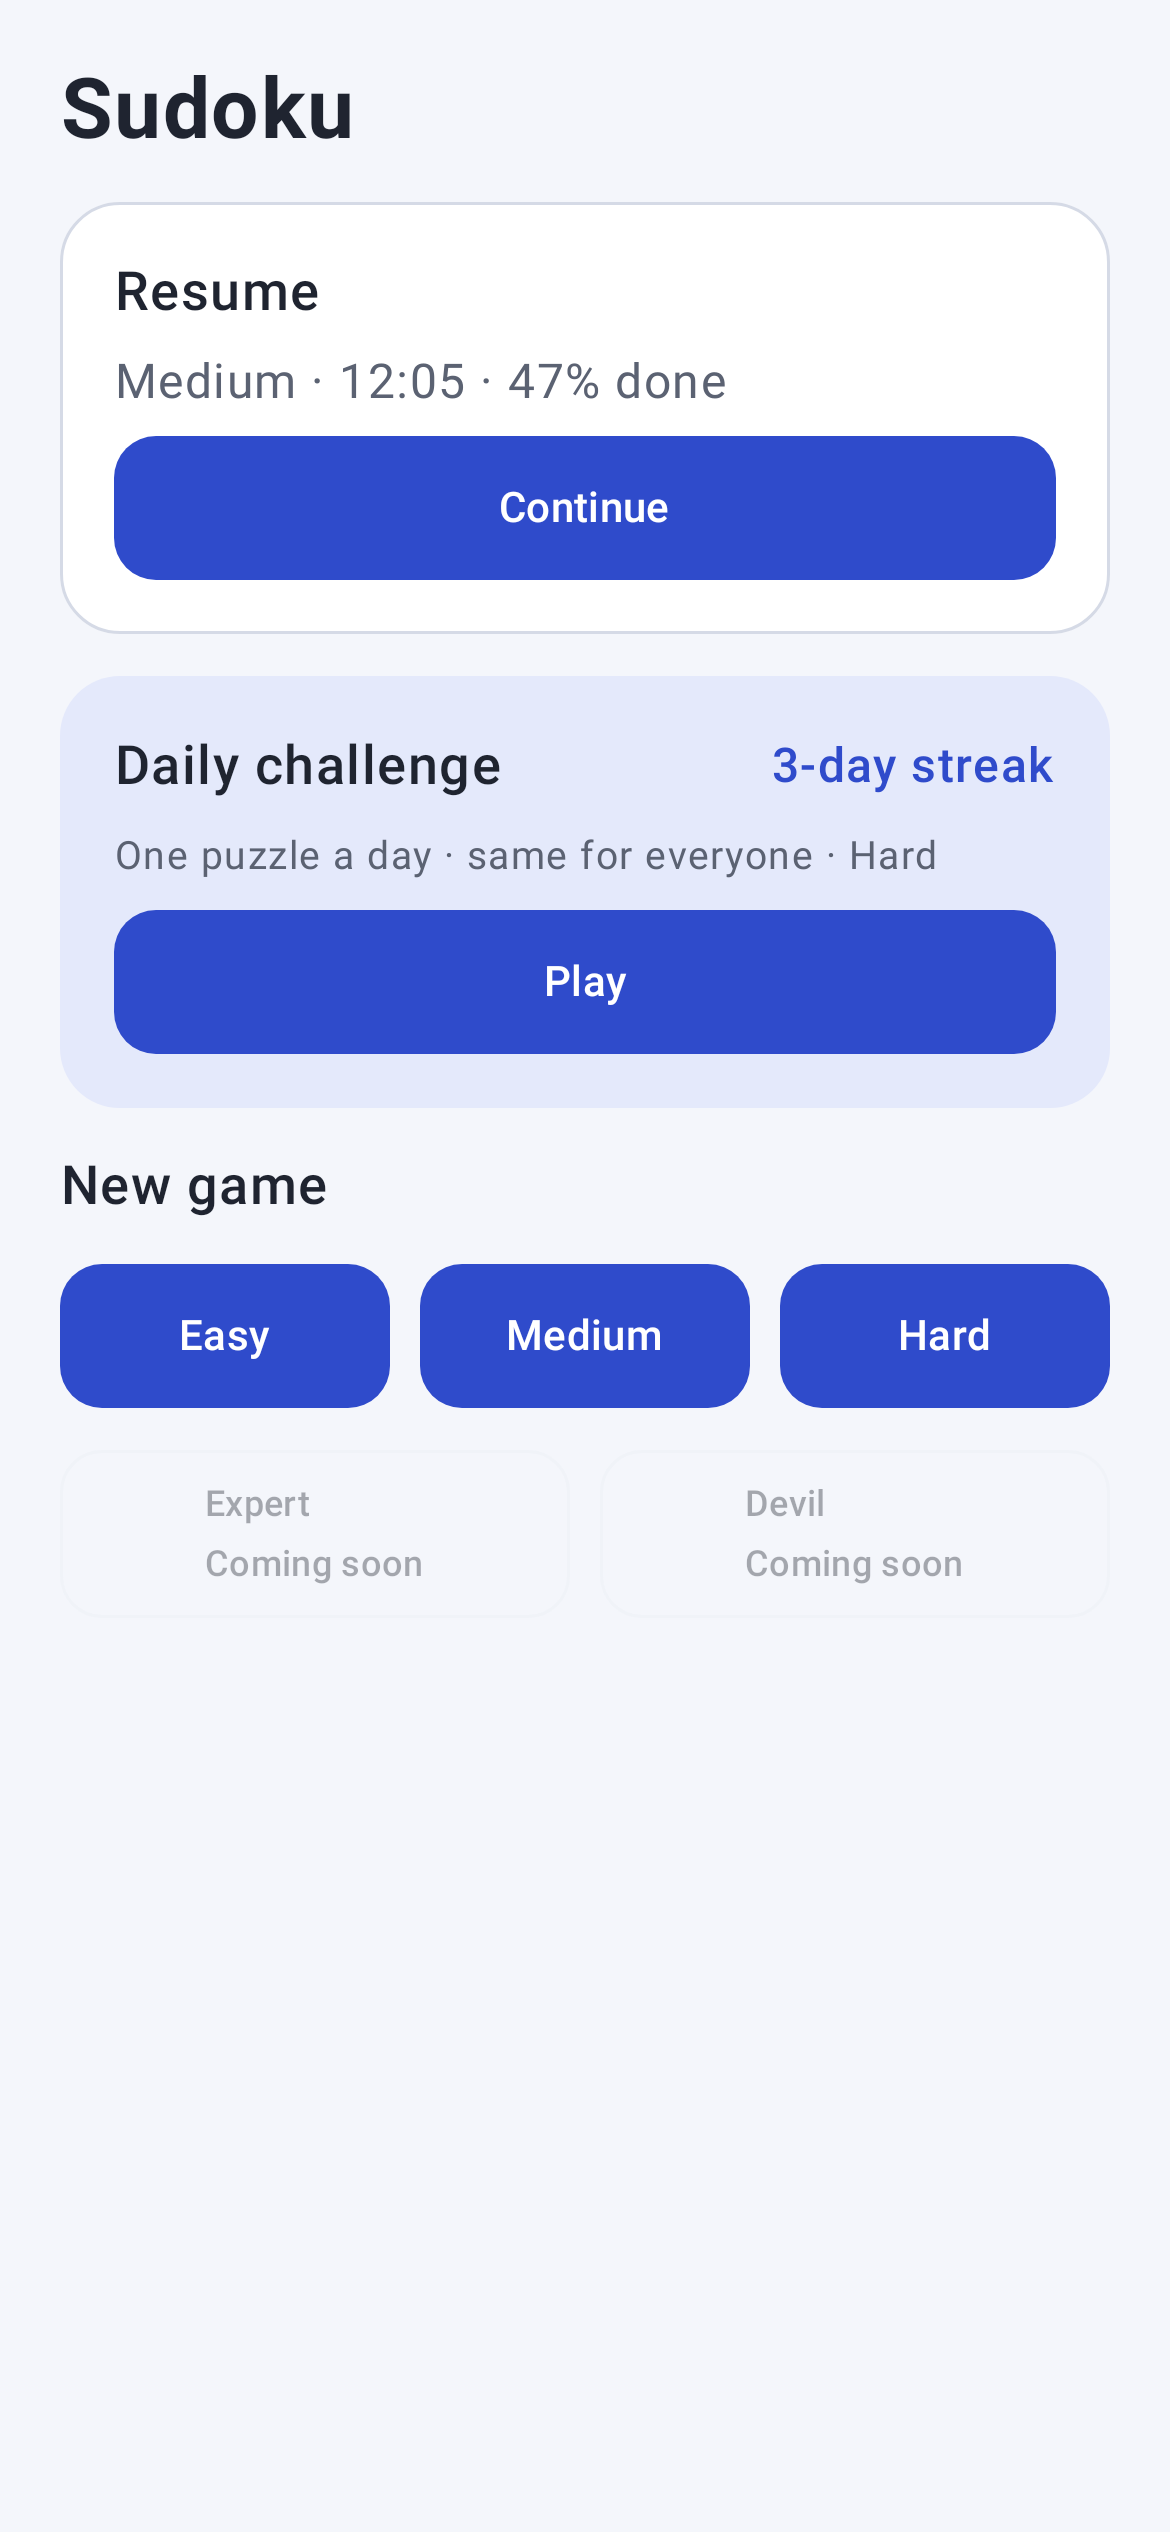 Sudoku
Resume
Medium · 12:05 · 47% done
Continue
Daily challenge
3-day streak
One puzzle a day · same for everyone · Hard
Play
New game
Easy
Medium
Hard
Expert
Coming soon
Devil
Coming soon